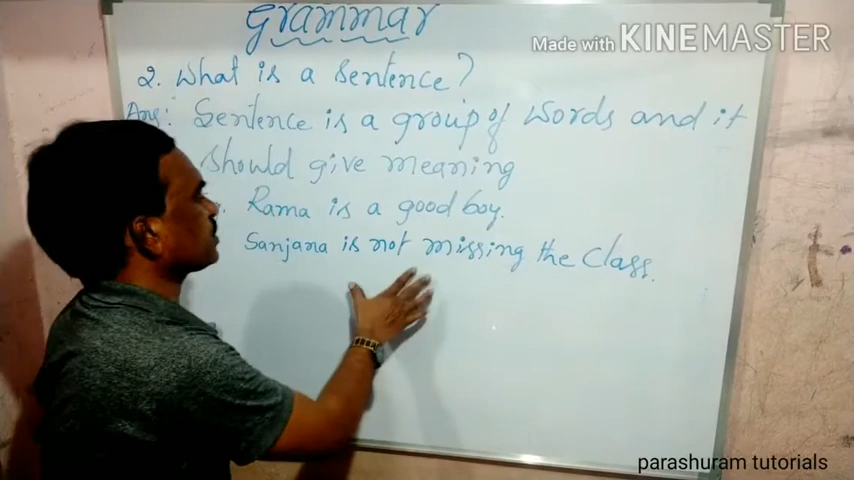 Grammar
Made with KINEMASTER
2. What is a Sentence?
Ans: Sentence is a group of words and it
should give meaning
Rama is a good boy.
Sanjana is not missing the Class.
parashuram tutorials